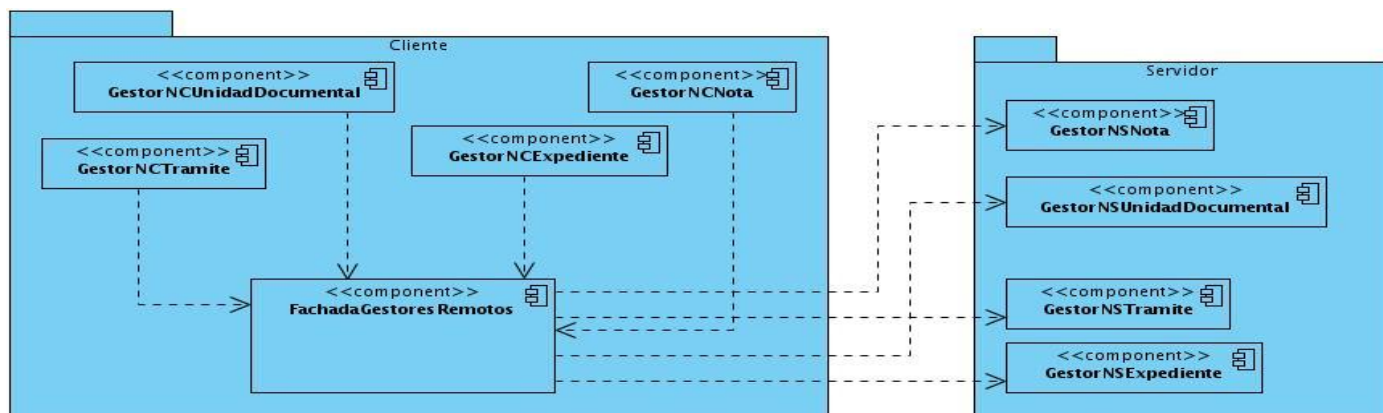 Cliente
<<component>>
GestorNCUnidadDocumental
<<component>>
GestorNCNota
<<component>>
GestorNCTramite
<<component>>
GestorNCExpediente
<<component>>
FachadaGestoresRemotos
Servidor
<<component>>
GestorNSNota
<<component>>
GestorNSUnidadDocumental
<<component>>
GestorNSTramite
<<component>>
GestorNSExpediente